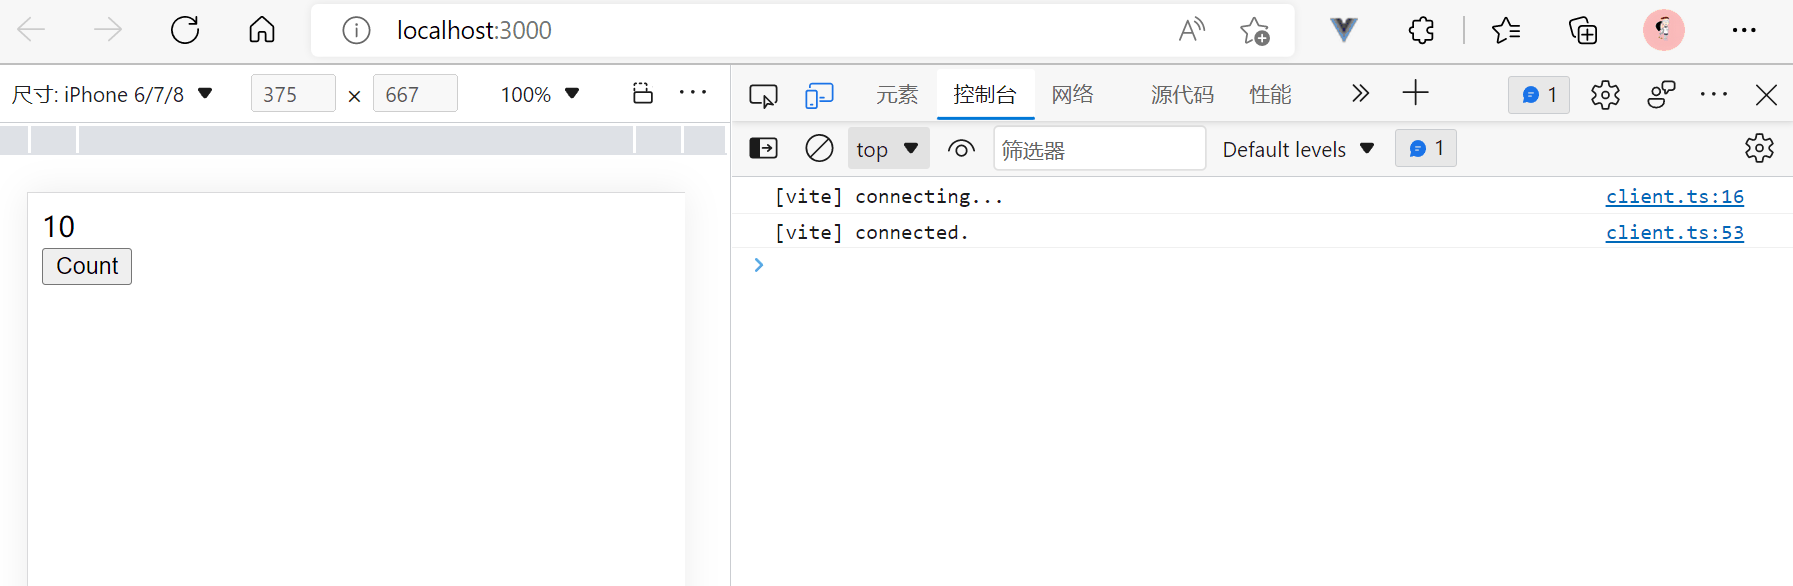 localhost:3000
尺寸: iPhone 6/7/8 375 × 667 100%
元素 控制台 网络 源代码 性能 1
top 筛选器 Default levels 1
[vite] connecting... client.ts:16
[vite] connected. client.ts:53
10
Count